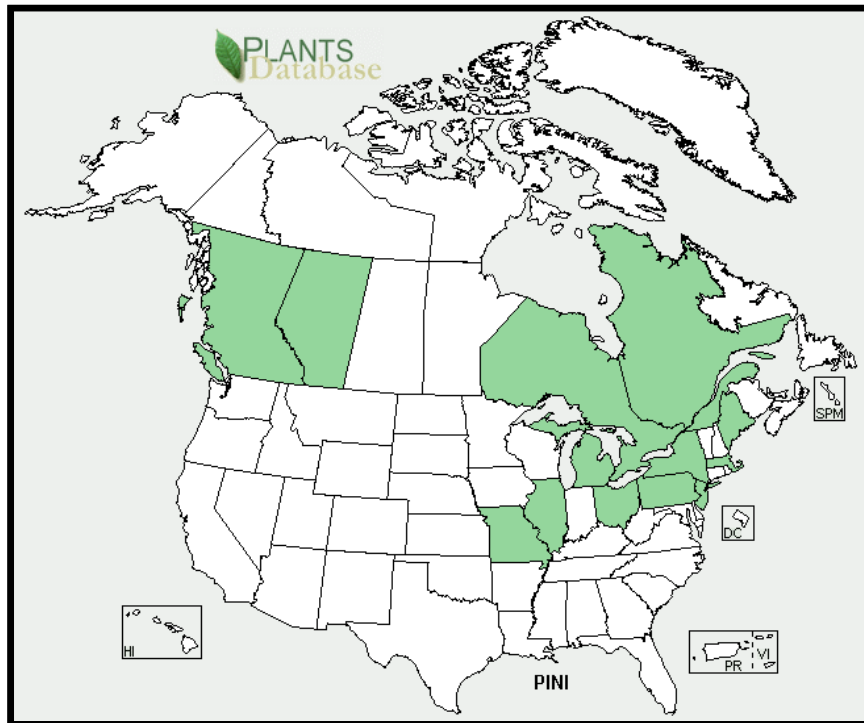 PLANTS
Database
SPM
DC
HI
PR
VI
PINI